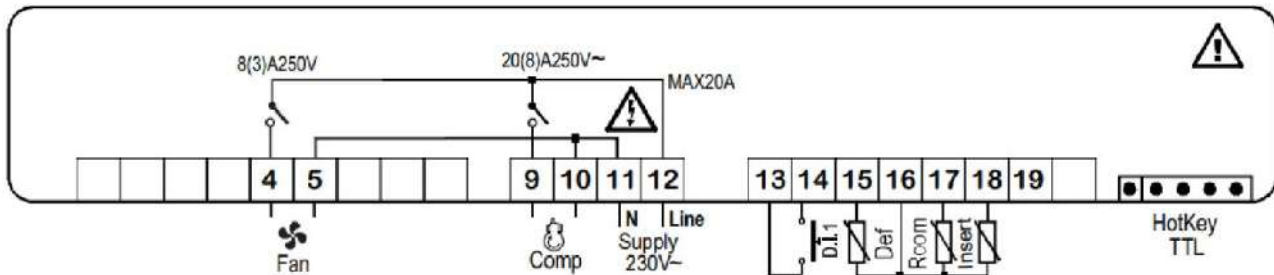 8(3)A250V
20(8)A250V~
MAX20A
4 5 9 10 11 12 13 14 15 16 17 18 19
Fan
Comp
N Line
Supply
230V~
D.I.1
Def
Room
Insert
HotKey
TTL